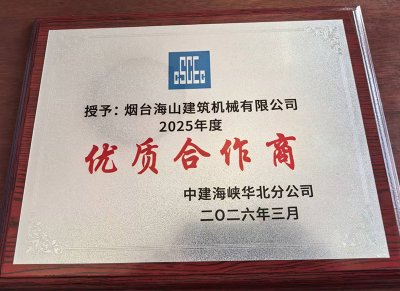 CSCEC
授予：烟台海山建筑机械有限公司
2025年度
优质合作商
中建海峡华北分公司
二〇二六年三月